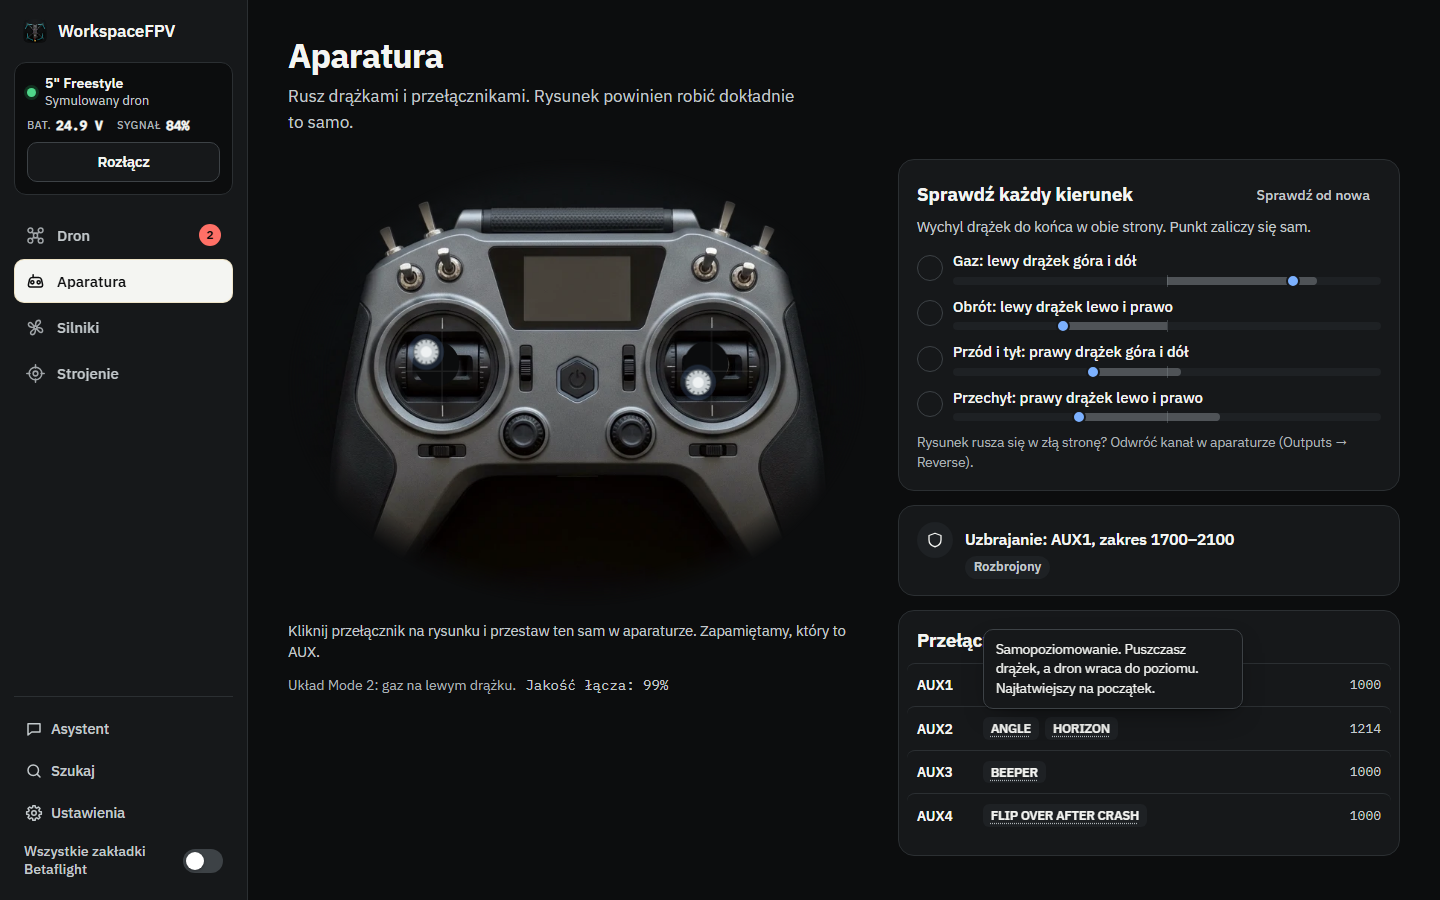 WorkspaceFPV
5" Freestyle
Symulowany dron
BAT. 24.9 V SYGNAŁ 84%
Rozłącz
Dron 2
Aparatura
Silniki
Strojenie
Asystent
Szukaj
Ustawienia
Wszystkie zakładki
Betaflight
Aparatura
Rusz drążkami i przełącznikami. Rysunek powinien robić dokładnie
to samo.
Kliknij przełącznik na rysunku i przestaw ten sam w aparaturze. Zapamiętamy, który to
AUX.
Układ Mode 2: gaz na lewym drążku. Jakość łącza: 99%
Sprawdź każdy kierunek Sprawdź od nowa
Wychyl drążek do końca w obie strony. Punkt zaliczy się sam.
Gaz: lewy drążek góra i dół
Obrót: lewy drążek lewo i prawo
Przód i tył: prawy drążek góra i dół
Przechył: prawy drążek lewo i prawo
Rysunek rusza się w złą stronę? Odwróć kanał w aparaturze (Outputs →
Reverse).
Uzbrajanie: AUX1, zakres 1700–2100
Rozbrojony
Przełąc
Samopoziomowanie. Puszczasz
drążek, a dron wraca do poziomu.
Najłatwiejszy na początek.
AUX1 1000
AUX2 ANGLE HORIZON 1214
AUX3 BEEPER 1000
AUX4 FLIP OVER AFTER CRASH 1000